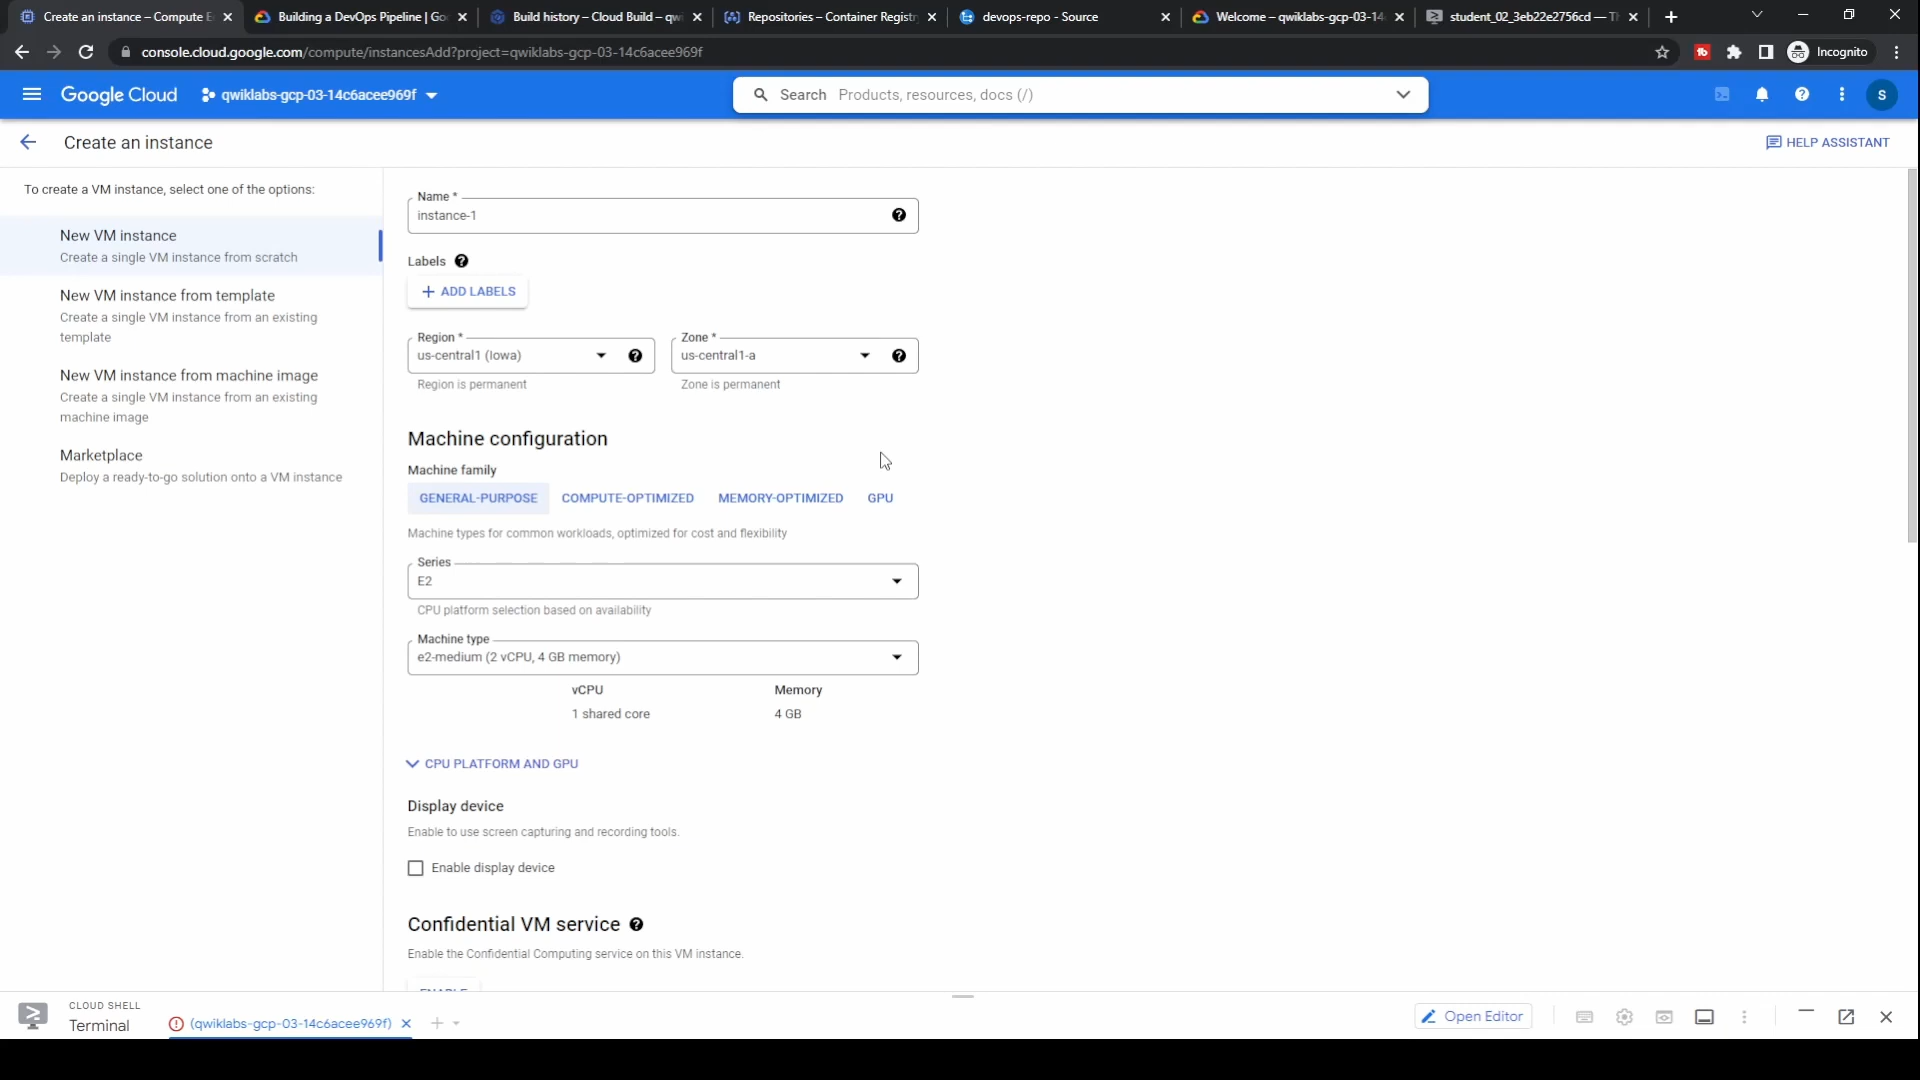 Create an instance – Compute E
Building a DevOps Pipeline | Go
Build history – Cloud Build – qwi
Repositories – Container Registr
devops-repo - Source
Welcome – qwiklabs-gcp-03-14
student_02_3eb22e2756cd — Th
console.cloud.google.com/compute/instancesAdd?project=qwiklabs-gcp-03-14c6acee969f
Incognito
Google Cloud
qwiklabs-gcp-03-14c6acee969f
Search Products, resources, docs (/)
S
Create an instance
HELP ASSISTANT
To create a VM instance, select one of the options:
New VM instance
Create a single VM instance from scratch
New VM instance from template
Create a single VM instance from an existing
template
New VM instance from machine image
Create a single VM instance from an existing
machine image
Marketplace
Deploy a ready-to-go solution onto a VM instance
Name *
instance-1
Labels
+ ADD LABELS
Region *
us-central1 (Iowa)
Region is permanent
Zone *
us-central1-a
Zone is permanent
Machine configuration
Machine family
GENERAL-PURPOSE COMPUTE-OPTIMIZED MEMORY-OPTIMIZED GPU
Machine types for common workloads, optimized for cost and flexibility
Series
E2
CPU platform selection based on availability
Machine type
e2-medium (2 vCPU, 4 GB memory)
vCPU Memory
1 shared core 4 GB
CPU PLATFORM AND GPU
Display device
Enable to use screen capturing and recording tools.
Enable display device
Confidential VM service
Enable the Confidential Computing service on this VM instance.
ENABLE
CLOUD SHELL
Terminal
(qwiklabs-gcp-03-14c6acee969f)
Open Editor